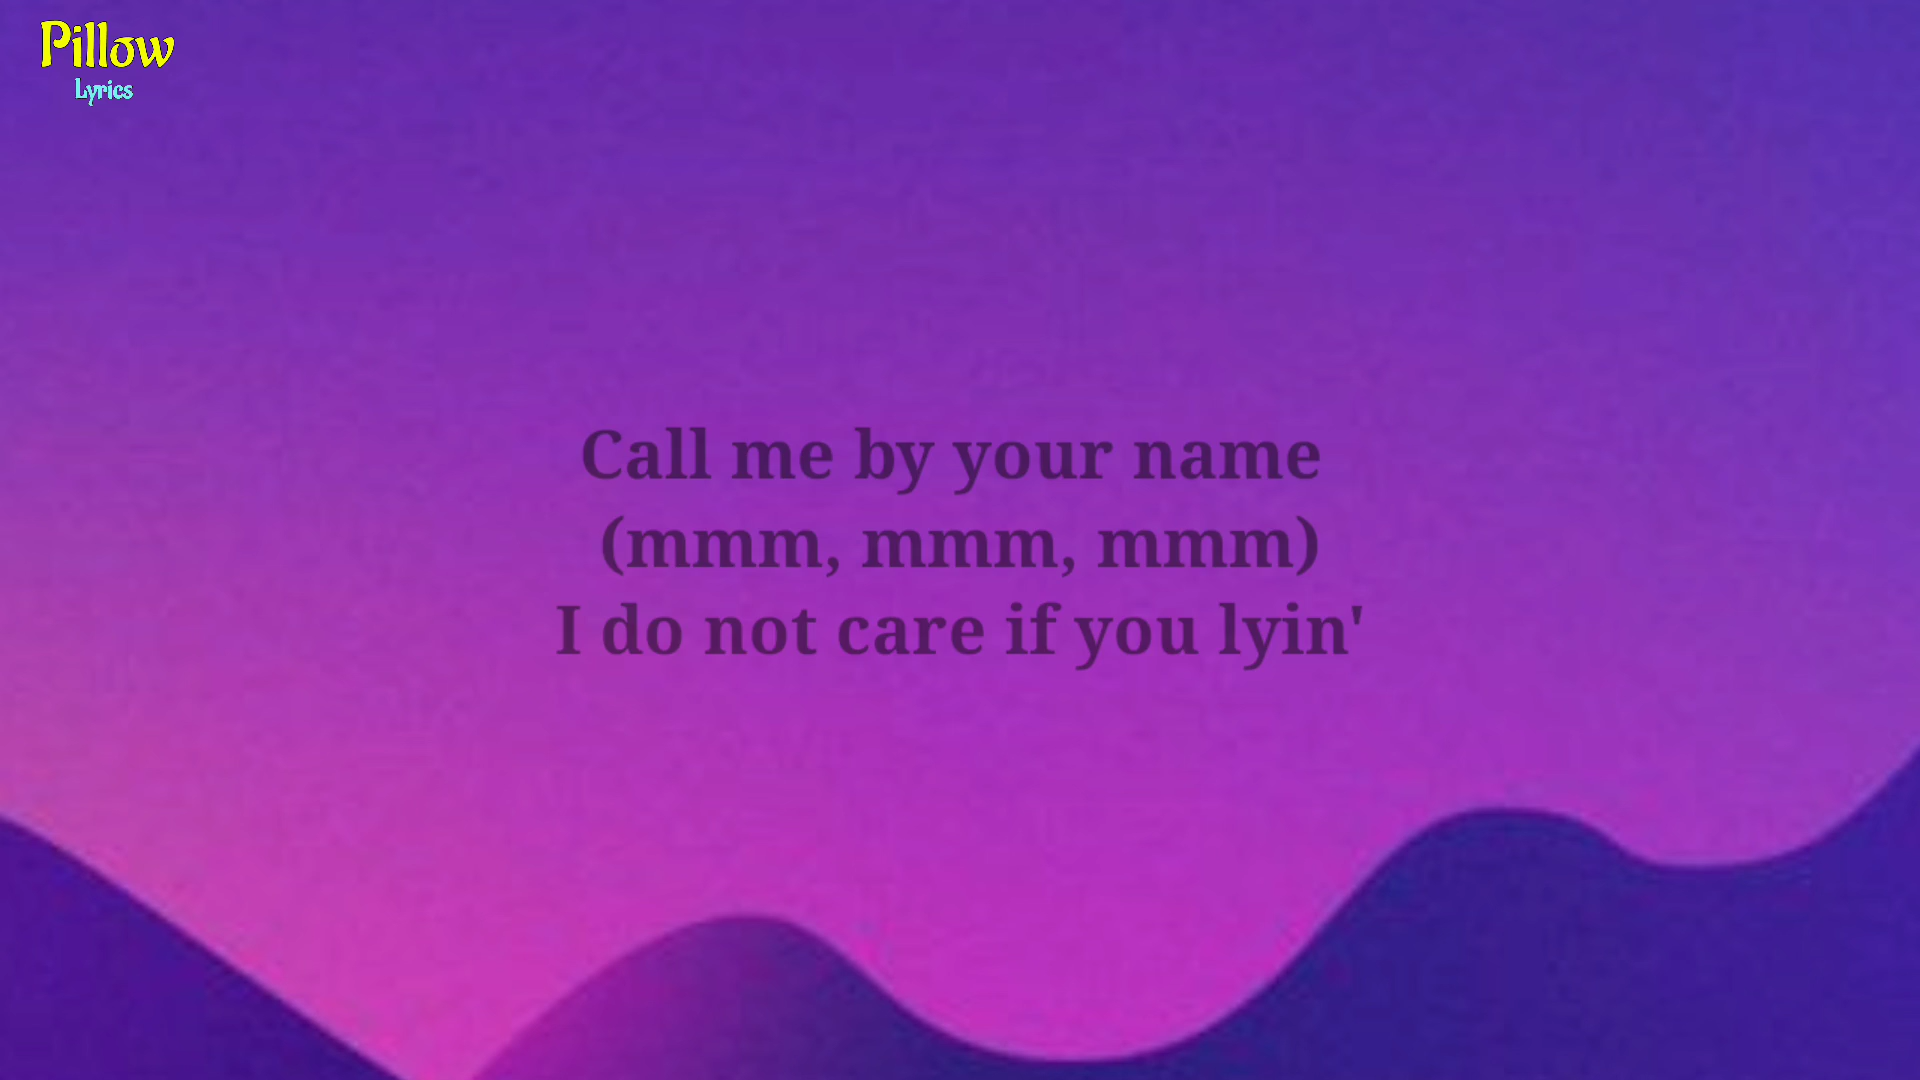 Pillow
Lyrics
Call me by your name
(mmm, mmm, mmm)
I do not care if you lyin'